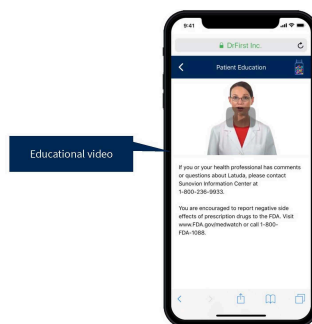 9:41
DrFirst Inc.
Patient Education
Educational video
If you or your health professional has comments
or questions about Latuda, please contact
Sunovion Information Center at
1-800-236-9933.
You are encouraged to report negative side
effects of prescription drugs to the FDA. Visit
www.FDA.gov/medwatch or call 1-800-
FDA-1088.